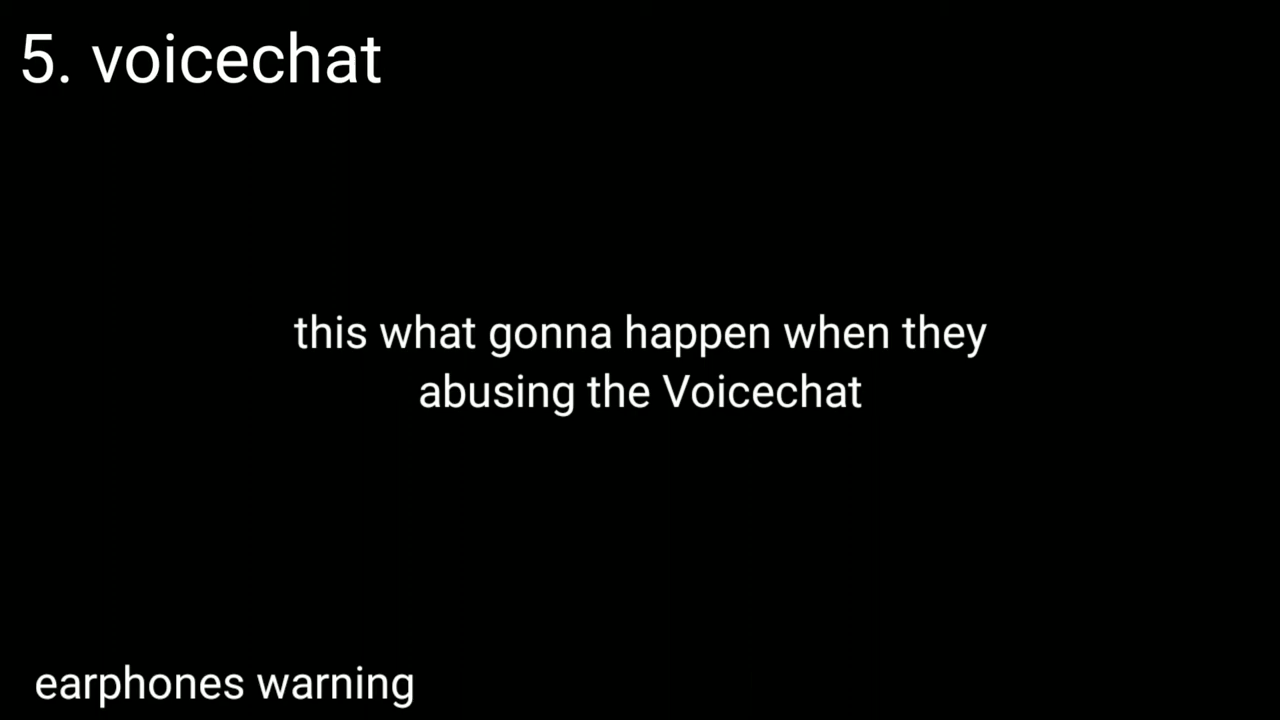 5. voicechat
this what gonna happen when they
abusing the Voicechat
earphones warning